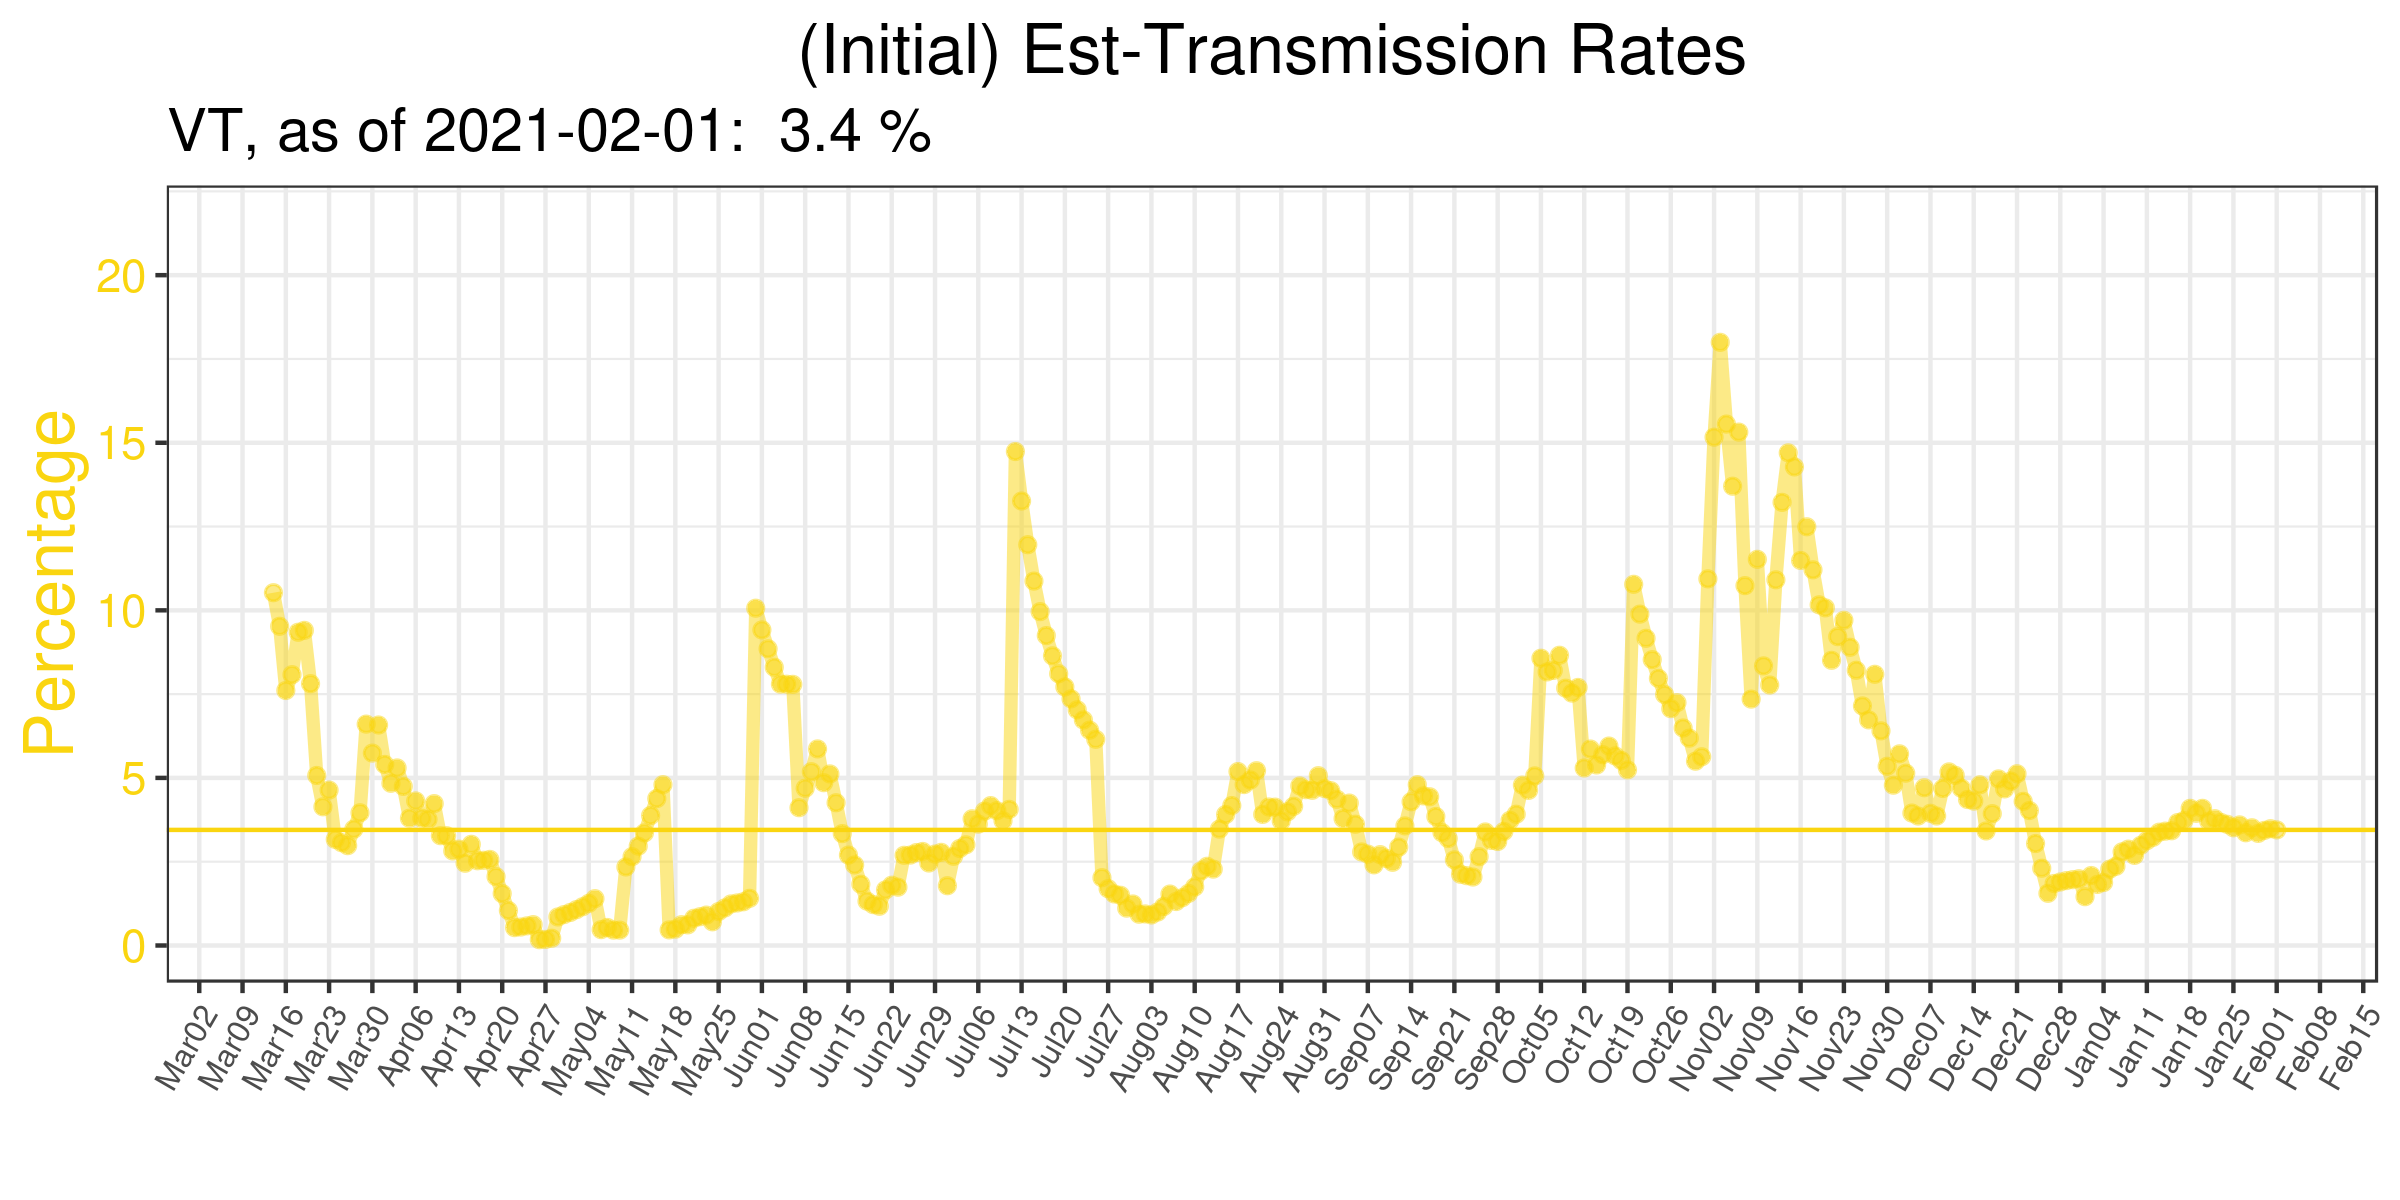 (Initial) Est-Transmission Rates
VT, as of 2021-02-01:  3.4 %
Percentage
20
15
10
5
0
Mar02 Mar09 Mar16 Mar23 Mar30 Apr06 Apr13 Apr20 Apr27 May04 May11 May18 May25 Jun01 Jun08 Jun15 Jun22 Jun29 Jul06 Jul13 Jul20 Jul27 Aug03 Aug10 Aug17 Aug24 Aug31 Sep07 Sep14 Sep21 Sep28 Oct05 Oct12 Oct19 Oct26 Nov02 Nov09 Nov16 Nov23 Nov30 Dec07 Dec14 Dec21 Dec28 Jan04 Jan11 Jan18 Jan25 Feb01 Feb08 Feb15